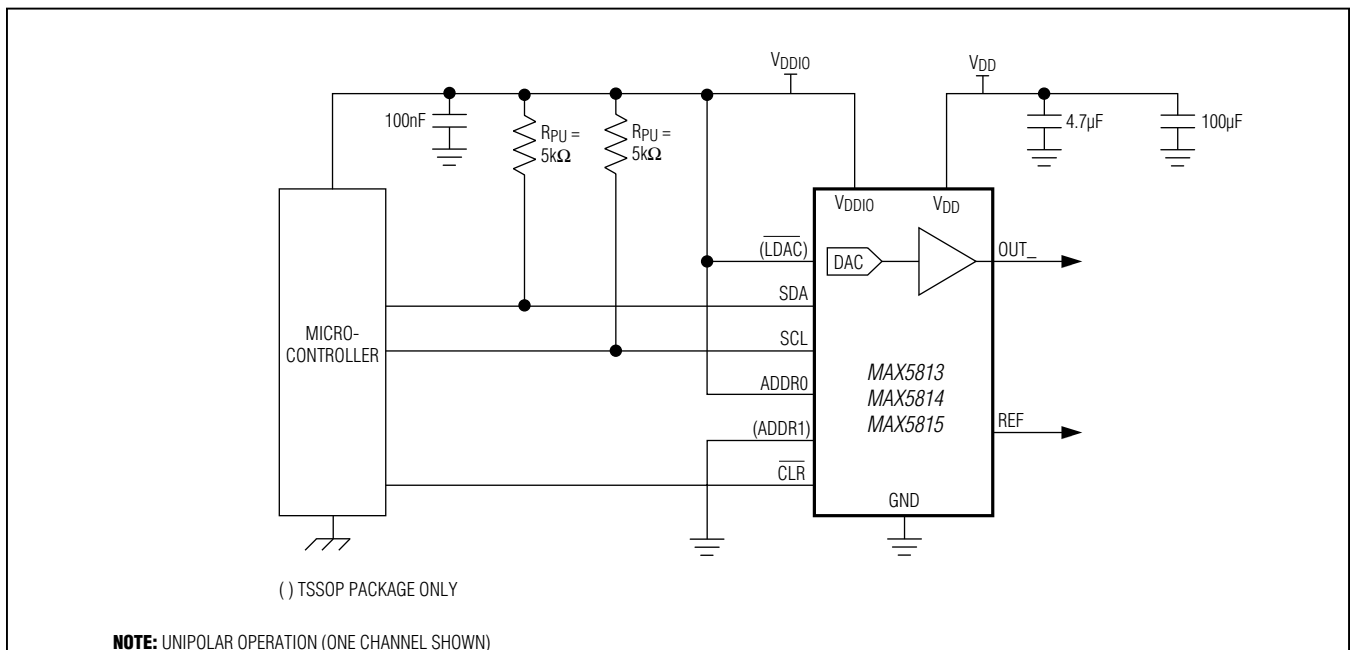 VDDIO
VDD
100nF
RPU =
5kΩ
RPU =
5kΩ
4.7µF
100µF
VDDIO
VDD
(LDAC)
DAC
OUT_
SDA
MICRO-
CONTROLLER
SCL
MAX5813
ADDR0
MAX5814
MAX5815
REF
(ADDR1)
CLR
GND
( ) TSSOP PACKAGE ONLY
NOTE: UNIPOLAR OPERATION (ONE CHANNEL SHOWN)